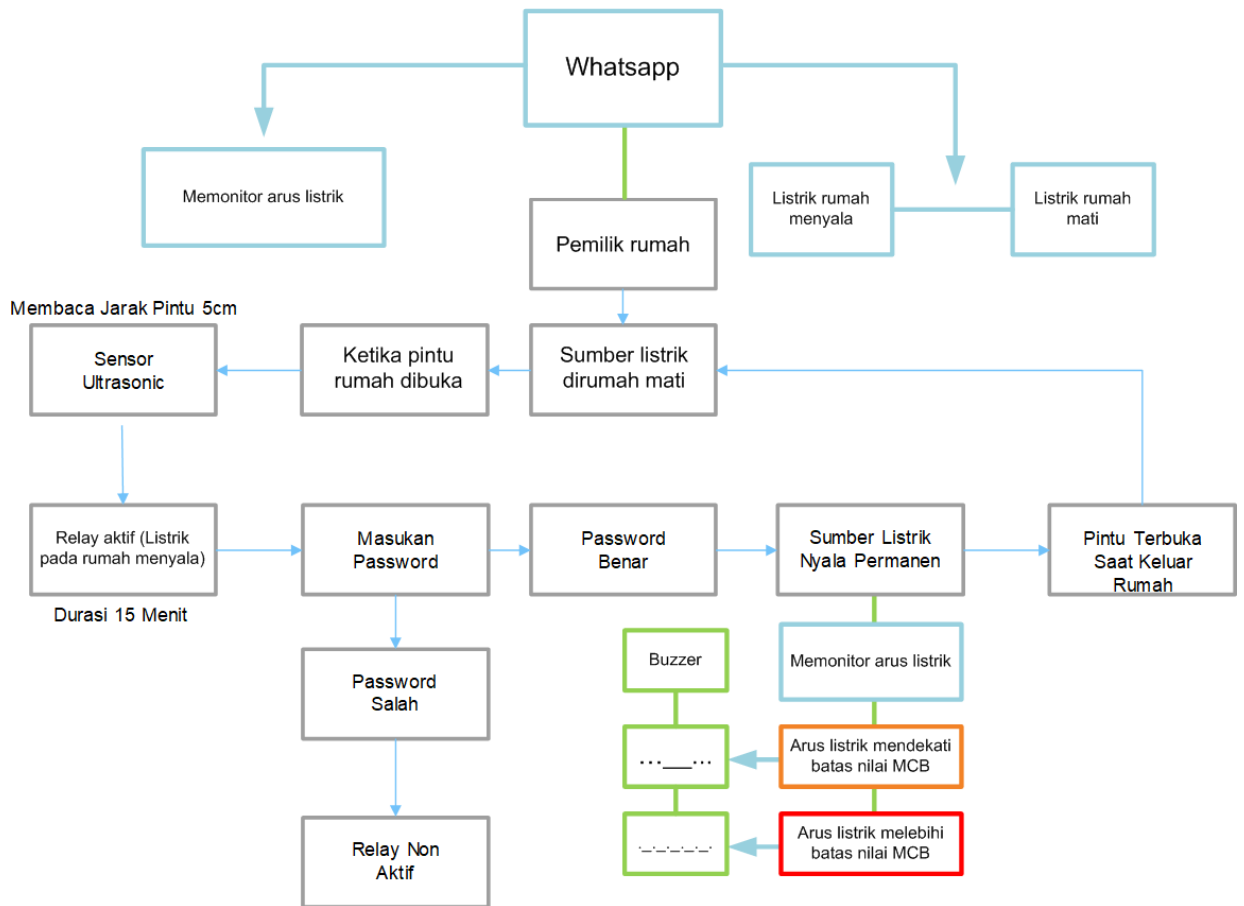 Whatsapp
Memonitor arus listrik
Listrik rumah
menyala
Listrik rumah
mati
Pemilik rumah
Membaca Jarak Pintu 5cm
Sensor
Ultrasonic
Ketika pintu
rumah dibuka
Sumber listrik
dirumah mati
Relay aktif (Listrik
pada rumah menyala)
Durasi 15 Menit
Masukan
Password
Password
Benar
Sumber Listrik
Nyala Permanen
Pintu Terbuka
Saat Keluar
Rumah
Buzzer
Memonitor arus listrik
Password
Salah
...___...
Arus listrik mendekati
batas nilai MCB
._._._._._.
Arus listrik melebihi
batas nilai MCB
Relay Non
Aktif